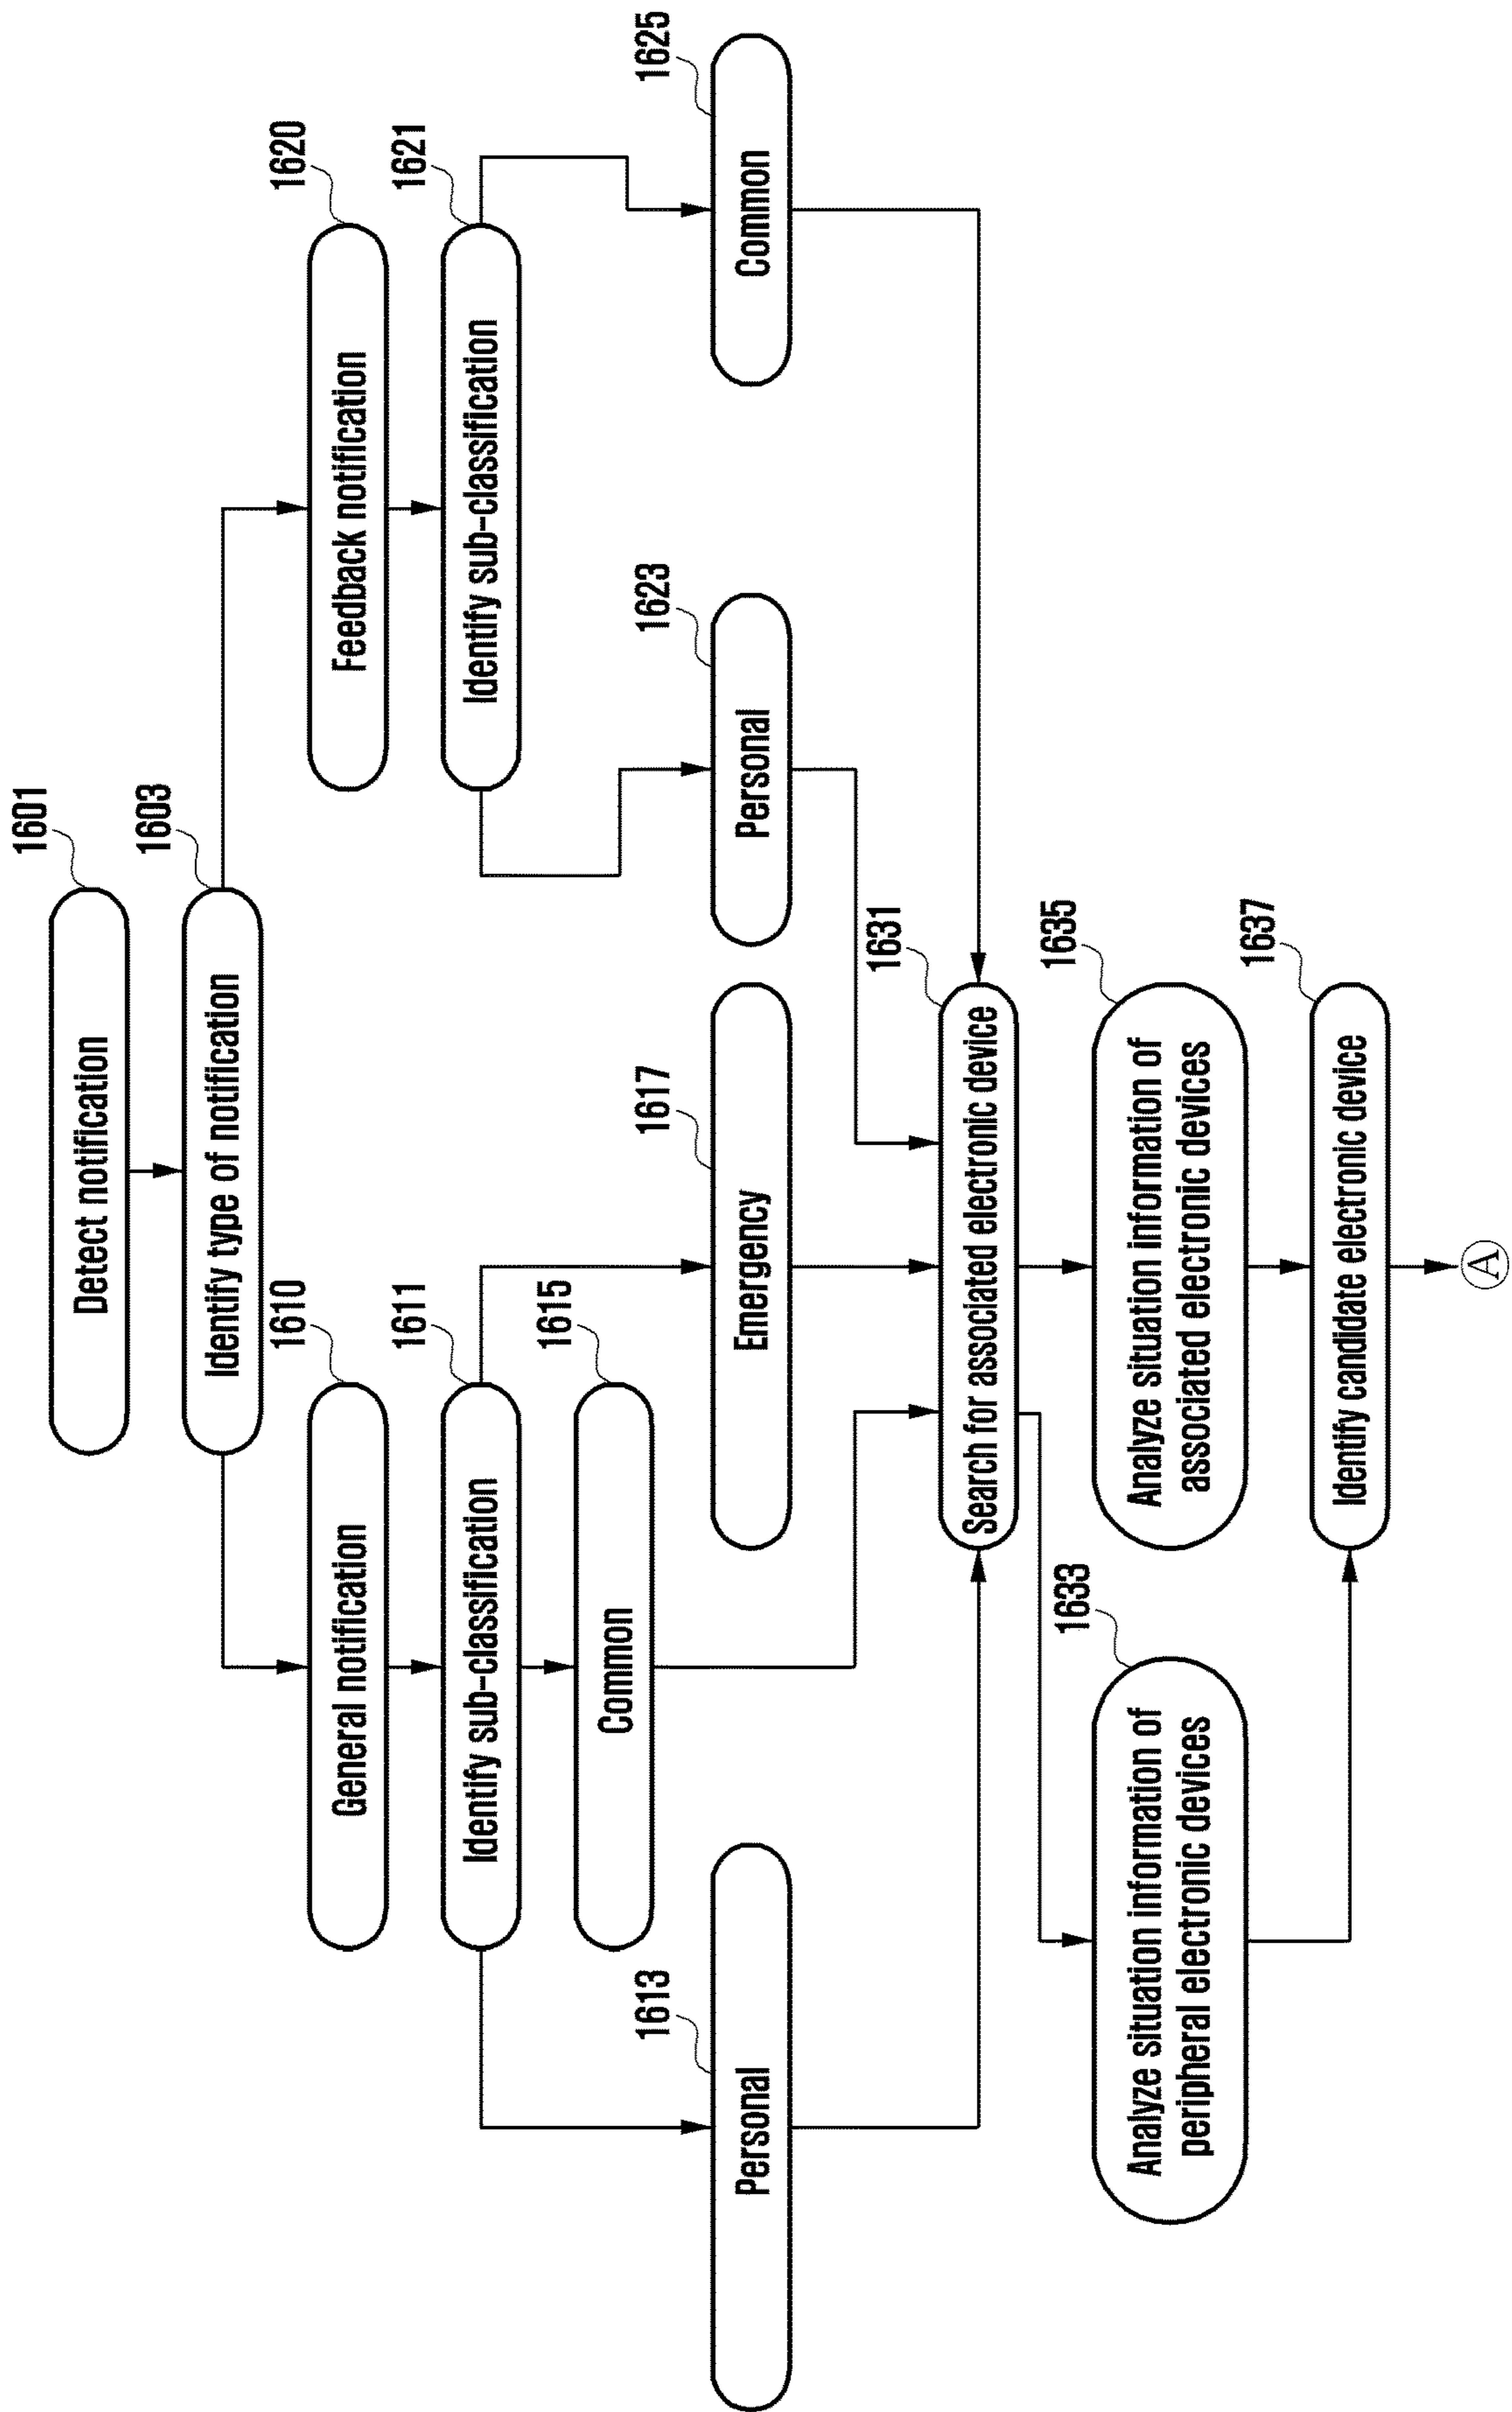 1601
Detect notification
1603
Identify type of notification
1610
General notification
1620
Feedback notification
1611
Identify sub-classification
1621
Identify sub-classification
1615
Common
1613
Personal
1617
Emergency
1623
Personal
1625
Common
1631
Search for associated electronic device
1633
Analyze situation information of
peripheral electronic devices
1635
Analyze situation information of
associated electronic devices
1637
Identify candidate electronic device
A